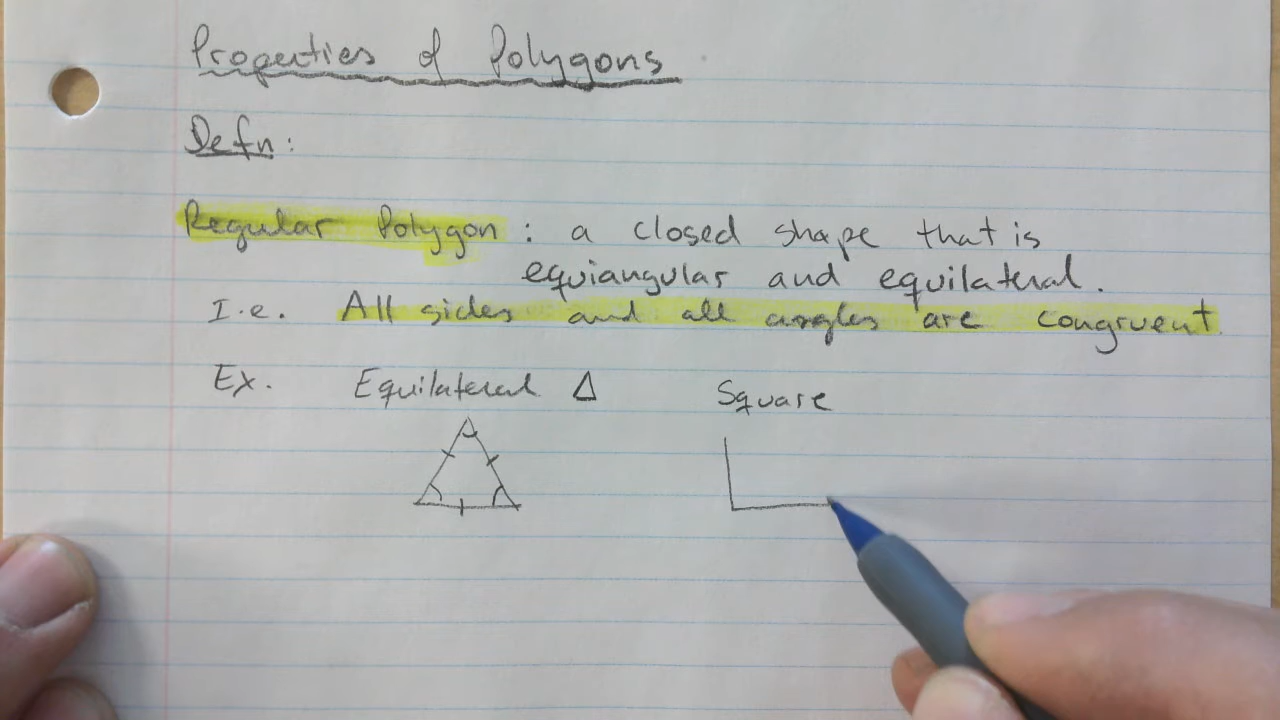 Properties of Polygons
Defn:
Regular Polygon: a closed shape that is
equiangular and equilateral.
I.e. All sides and all angles are congruent
Ex. Equilateral Δ Square